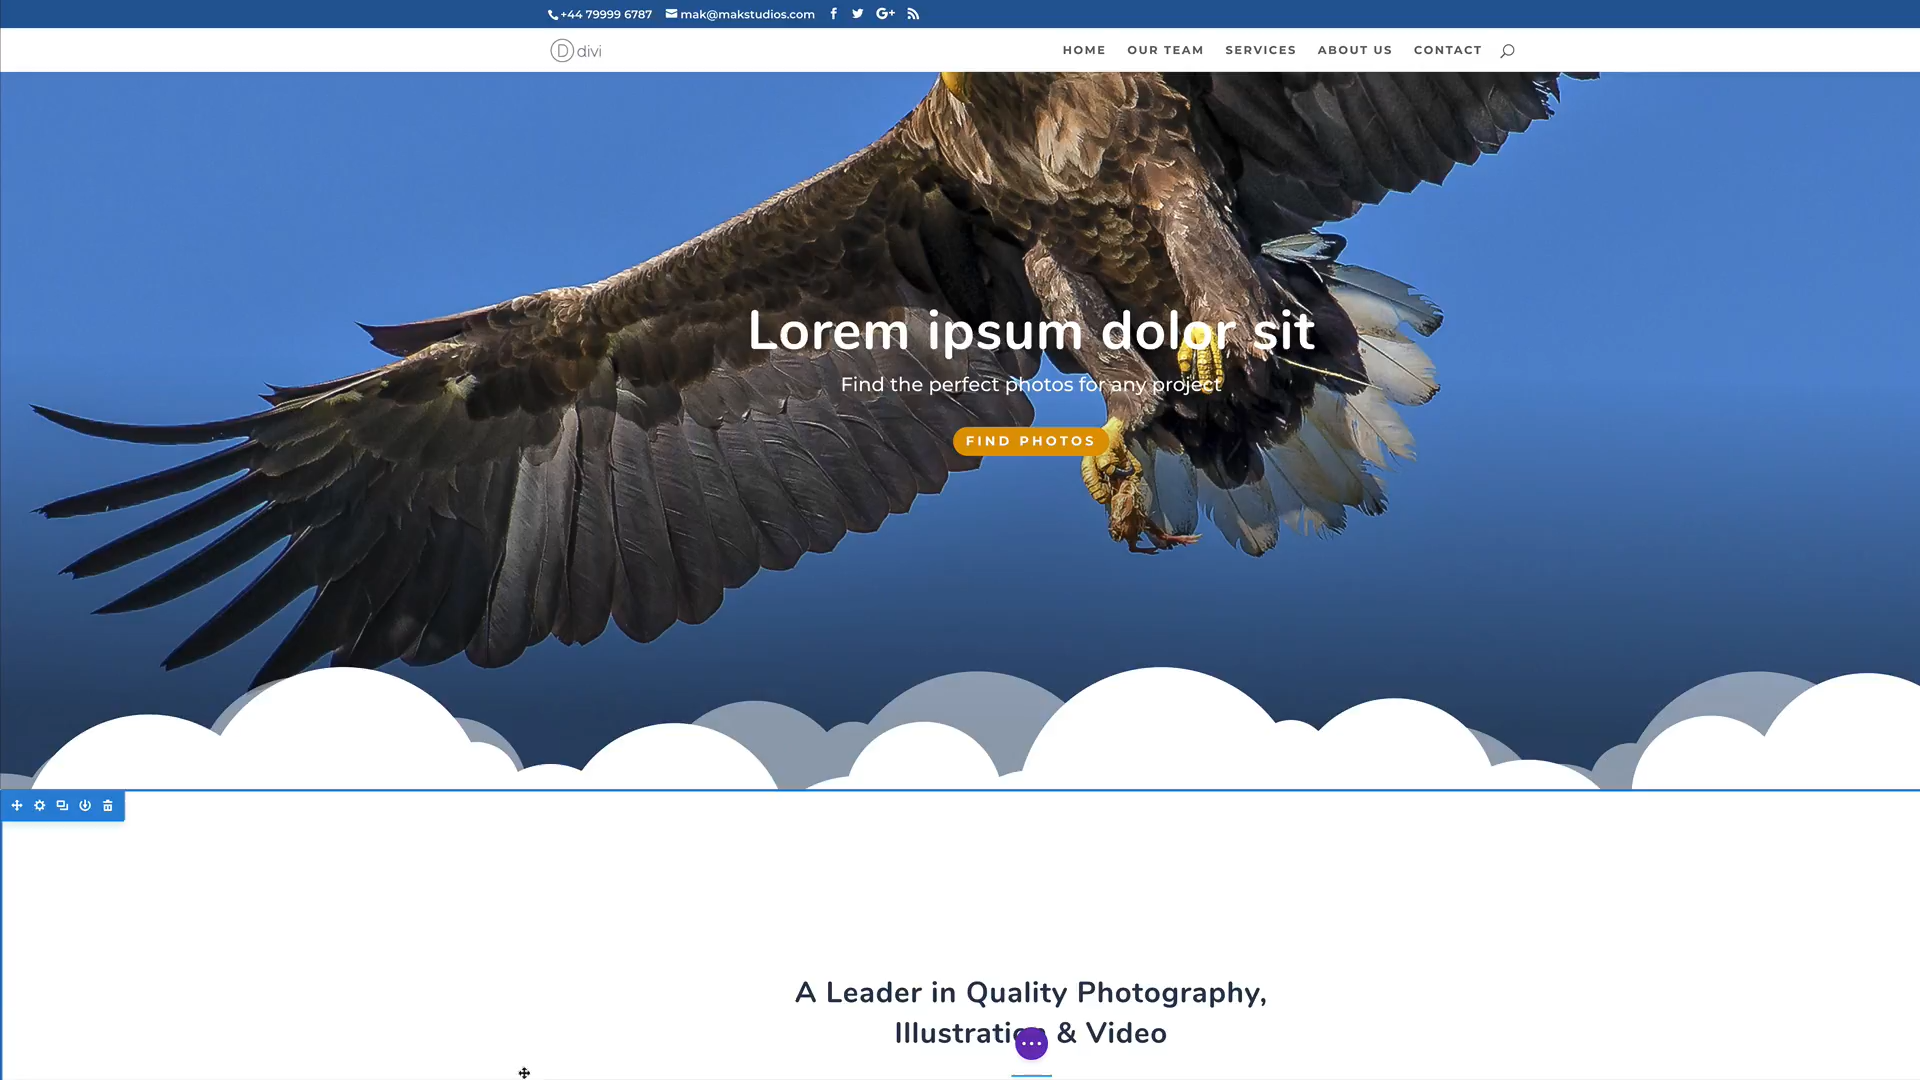 +44 79999 6787 mak@makstudios.com
divi
HOME OUR TEAM SERVICES ABOUT US CONTACT
Lorem ipsum dolor sit
Find the perfect photos for any project
FIND PHOTOS
A Leader in Quality Photography,
Illustration & Video